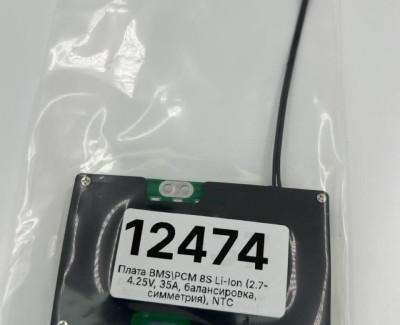 12474
Плата BMS\PCM 8S Li-Ion (2.7-
4.25V, 35A, балансировка,
симметрия), NTC